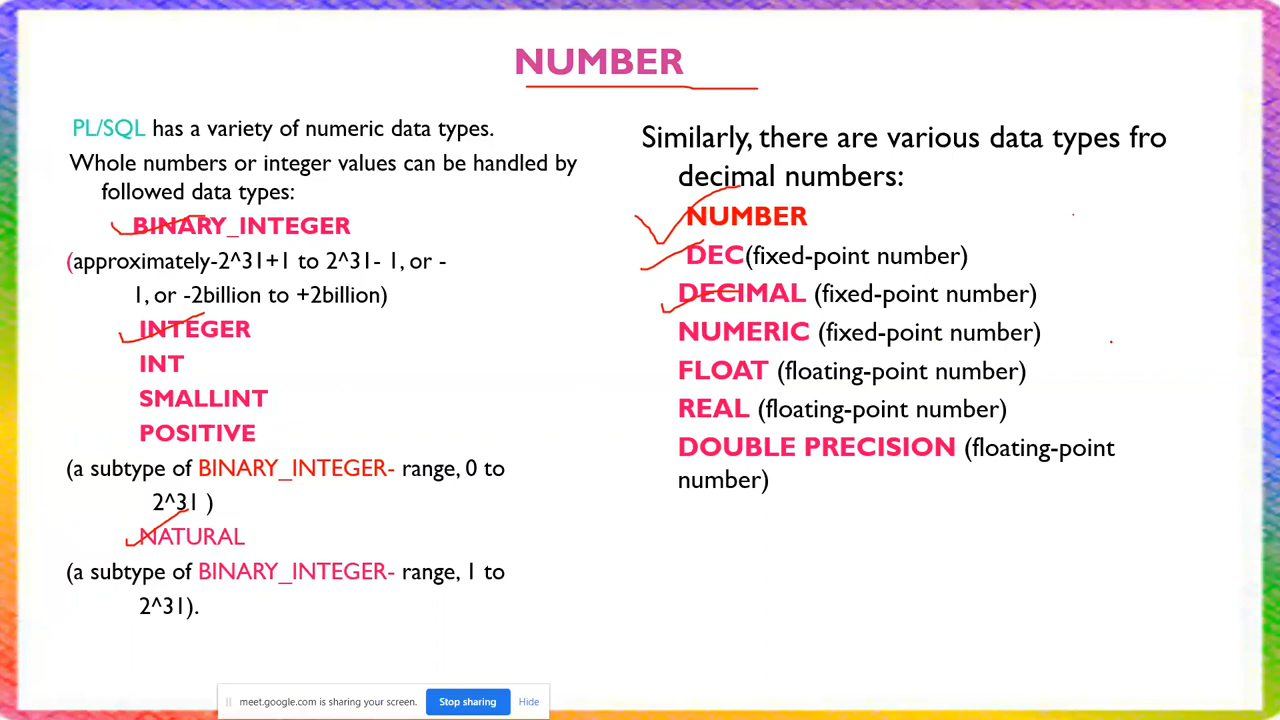 NUMBER
PL/SQL has a variety of numeric data types.
Whole numbers or integer values can be handled by
followed data types:
BINARY_INTEGER
(approximately-2^31+1 to 2^31- 1, or -
1, or -2billion to +2billion)
INTEGER
INT
SMALLINT
POSITIVE
(a subtype of BINARY_INTEGER- range, 0 to
2^31 )
NATURAL
(a subtype of BINARY_INTEGER- range, 1 to
2^31).
Similarly, there are various data types fro
decimal numbers:
NUMBER
DEC(fixed-point number)
DECIMAL (fixed-point number)
NUMERIC (fixed-point number)
FLOAT (floating-point number)
REAL (floating-point number)
DOUBLE PRECISION (floating-point
number)
meet.google.com is sharing your screen. Stop sharing Hide